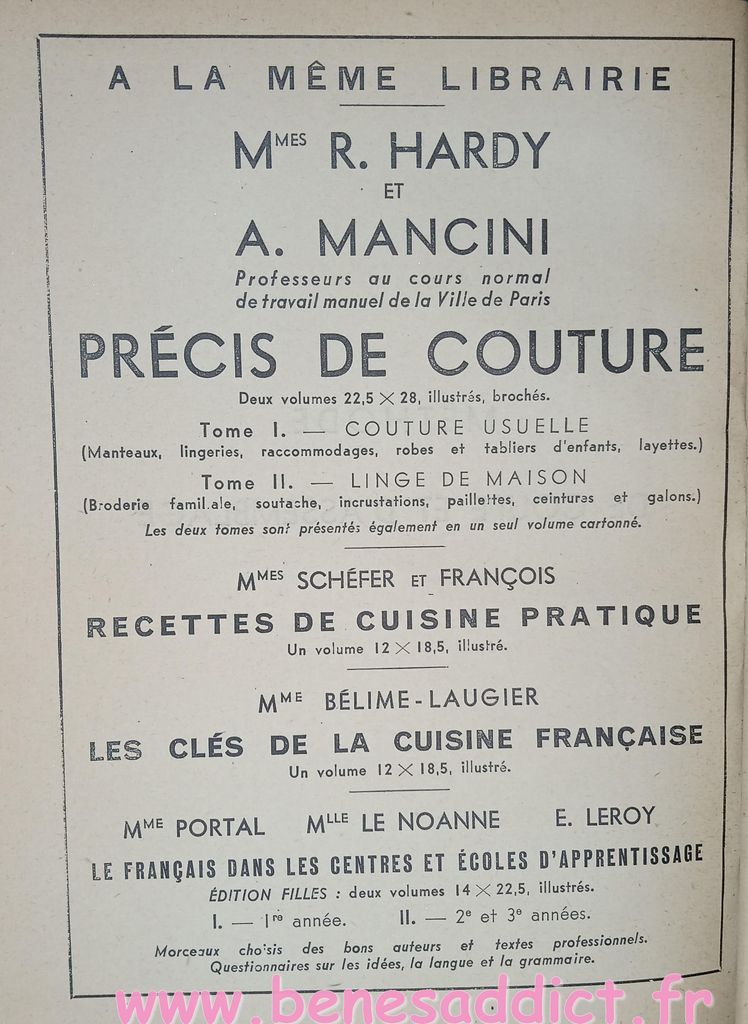 A LA MÊME LIBRAIRIE
MMES R. HARDY
ET
A. MANCINI
Professeurs au cours normal
de travail manuel de la Ville de Paris
PRÉCIS DE COUTURE
Deux volumes 22,5 × 28, illustrés, brochés.
Tome I. — COUTURE USUELLE
(Manteaux, lingeries, raccommodages, robes et tabliers d'enfants, layettes.)
Tome II. — LINGE DE MAISON
(Broderie famil.ale, soutache, incrustations, paillettes, ceintures et galons.)
Les deux tomes sont présentés également en un seul volume cartonné.
MMES SCHÉFER ET FRANÇOIS
RECETTES DE CUISINE PRATIQUE
Un volume 12 × 18,5, illustré.
MME BÉLIME-LAUGIER
LES CLÉS DE LA CUISINE FRANÇAISE
Un volume 12 × 18,5, illustré.
MME PORTAL MLLE LE NOANNE E. LEROY
LE FRANÇAIS DANS LES CENTRES ET ÉCOLES D'APPRENTISSAGE
ÉDITION FILLES : deux volumes 14 × 22,5, illustrés.
I. — 1re année. II. — 2e et 3e années.
Morceaux choisis des bons auteurs et textes professionnels.
Questionnaires sur les idées, la langue et la grammaire.
www.benesaddict.fr